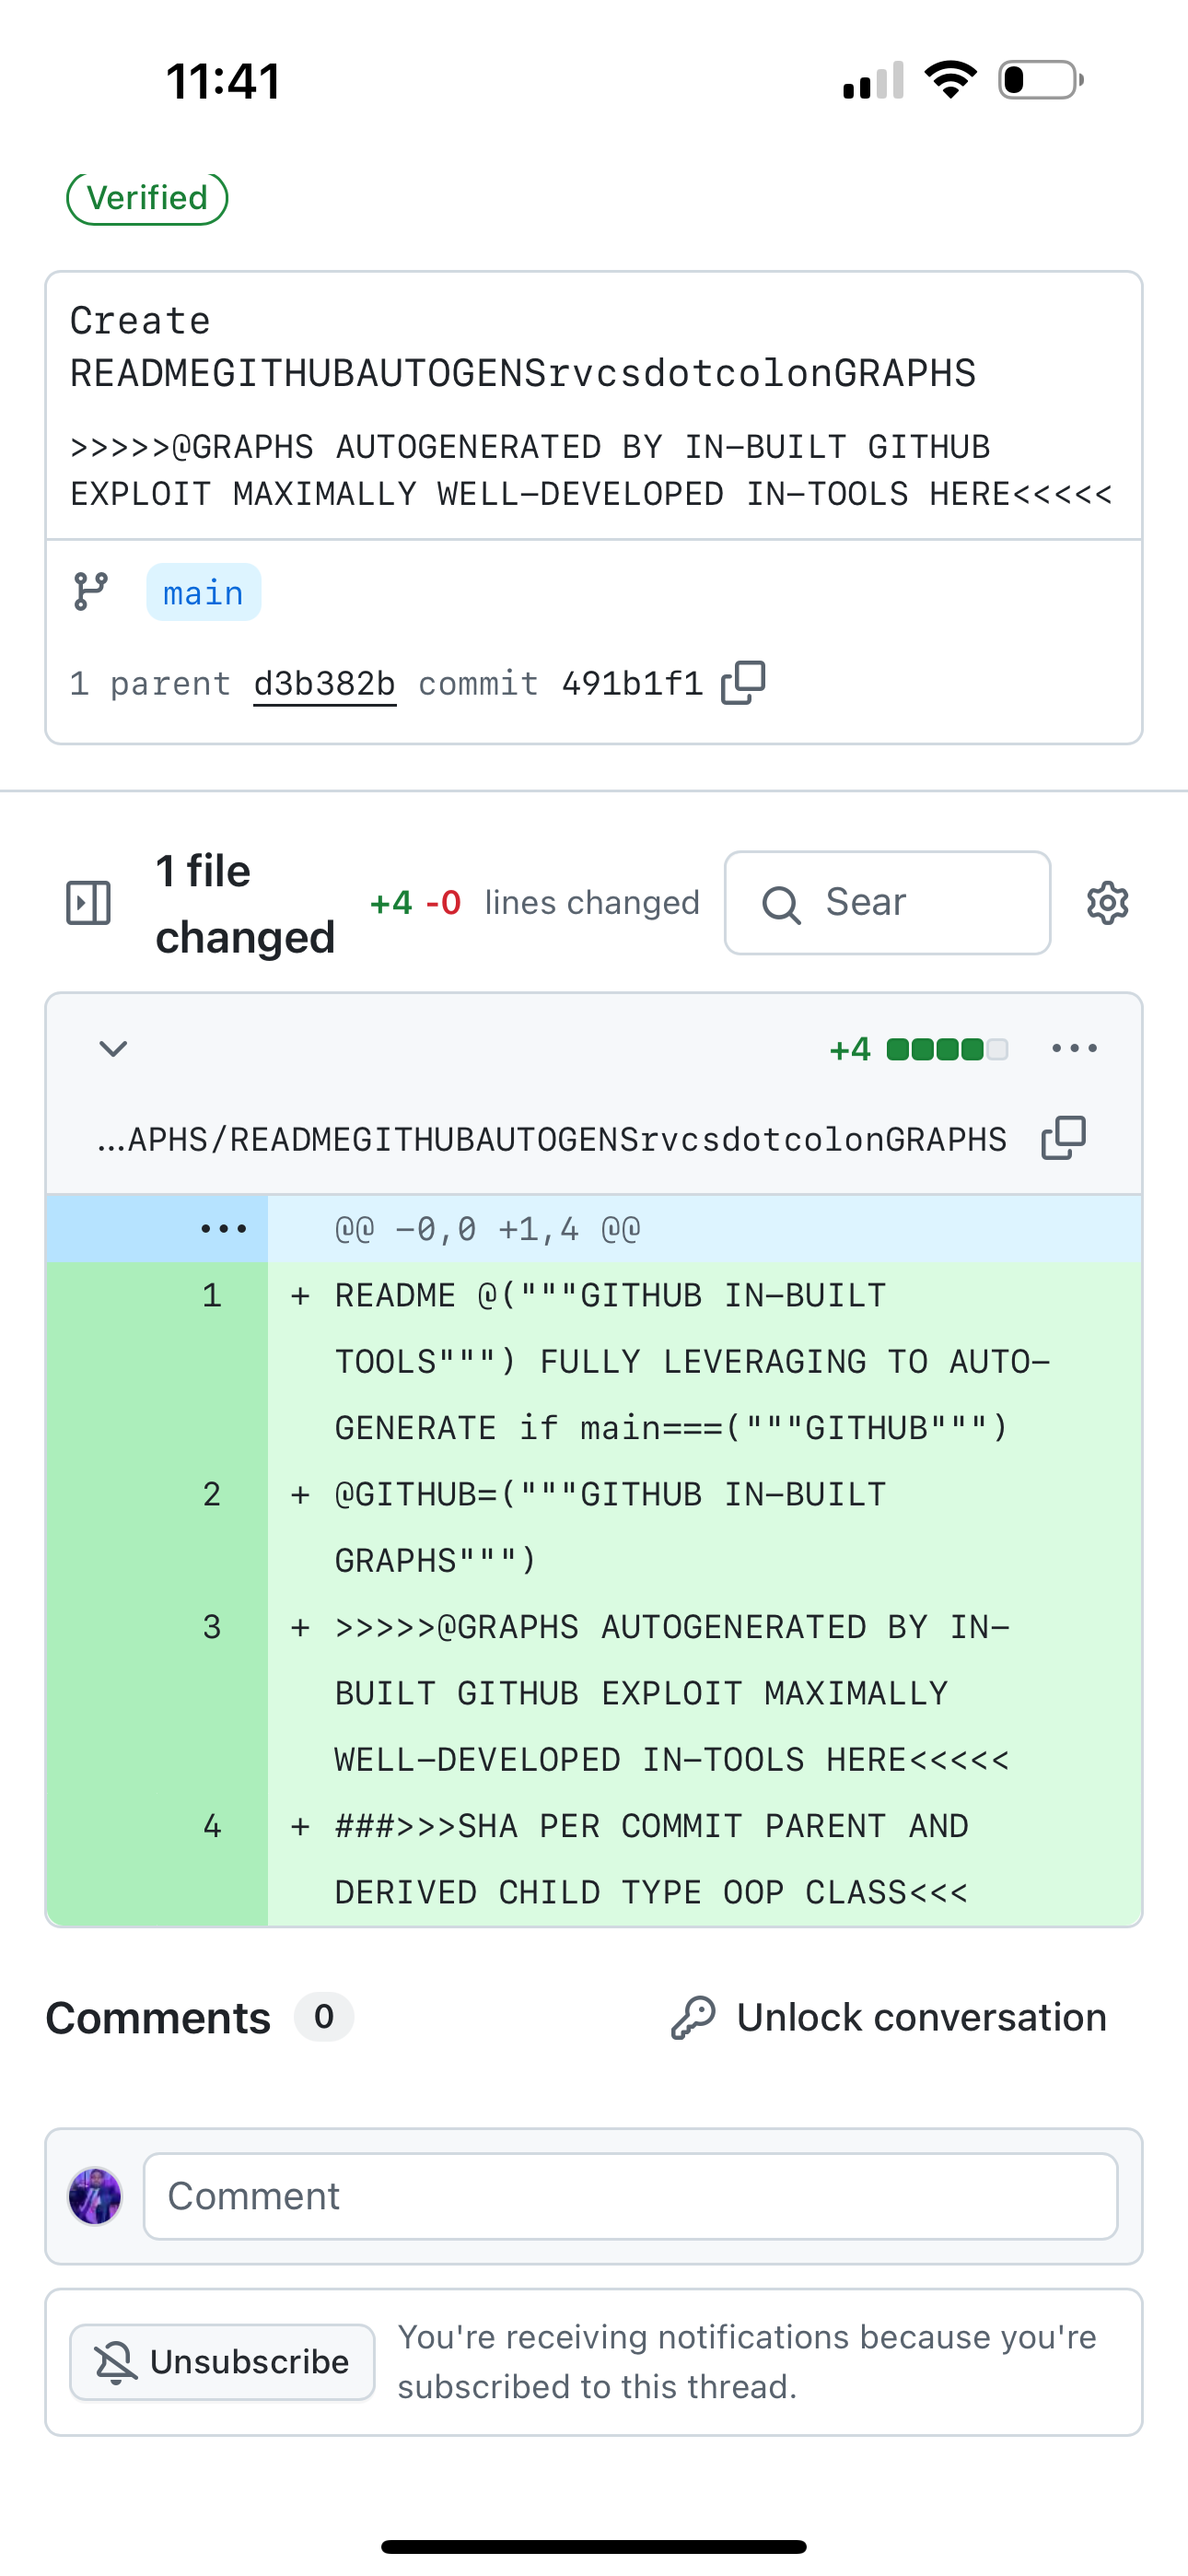 11:41
Verified
Create
READMEGITHUBAUTOGENSrvcsdotcolonGRAPHS
>>>>>@GRAPHS AUTOGENERATED BY IN-BUILT GITHUB
EXPLOIT MAXIMALLY WELL-DEVELOPED IN-TOOLS HERE<<<<<
main
1 parent d3b382b commit 491b1f1
1 file
changed
+4 -0 lines changed
Sear
+4
...APHS/READMEGITHUBAUTOGENSrvcsdotcolonGRAPHS
@@ -0,0 +1,4 @@
1 + README @("""GITHUB IN-BUILT
TOOLS""") FULLY LEVERAGING TO AUTO-
GENERATE if main===("""GITHUB""")
2 + @GITHUB=("""GITHUB IN-BUILT
GRAPHS""")
3 + >>>>>@GRAPHS AUTOGENERATED BY IN-
BUILT GITHUB EXPLOIT MAXIMALLY
WELL-DEVELOPED IN-TOOLS HERE<<<<<
4 + ###>>>SHA PER COMMIT PARENT AND
DERIVED CHILD TYPE OOP CLASS<<<
Comments 0 Unlock conversation
Comment
Unsubscribe
You're receiving notifications because you're
subscribed to this thread.